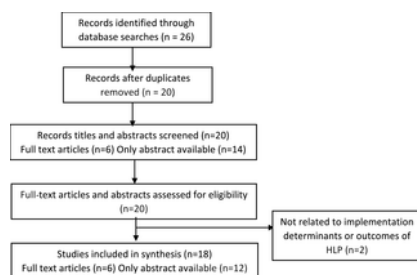 Records identified through
database searches (n = 26)
Records after duplicates
removed (n = 20)
Records titles and abstracts screened (n=20)
Full text articles (n=6) Only abstract available (n=14)
Full-text articles and abstracts assessed for eligibility
(n=20)
Not related to implementation
determinants or outcomes of
HLP (n=2)
Studies included in synthesis (n=18)
Full text articles (n=6) Only abstract available (n=12)